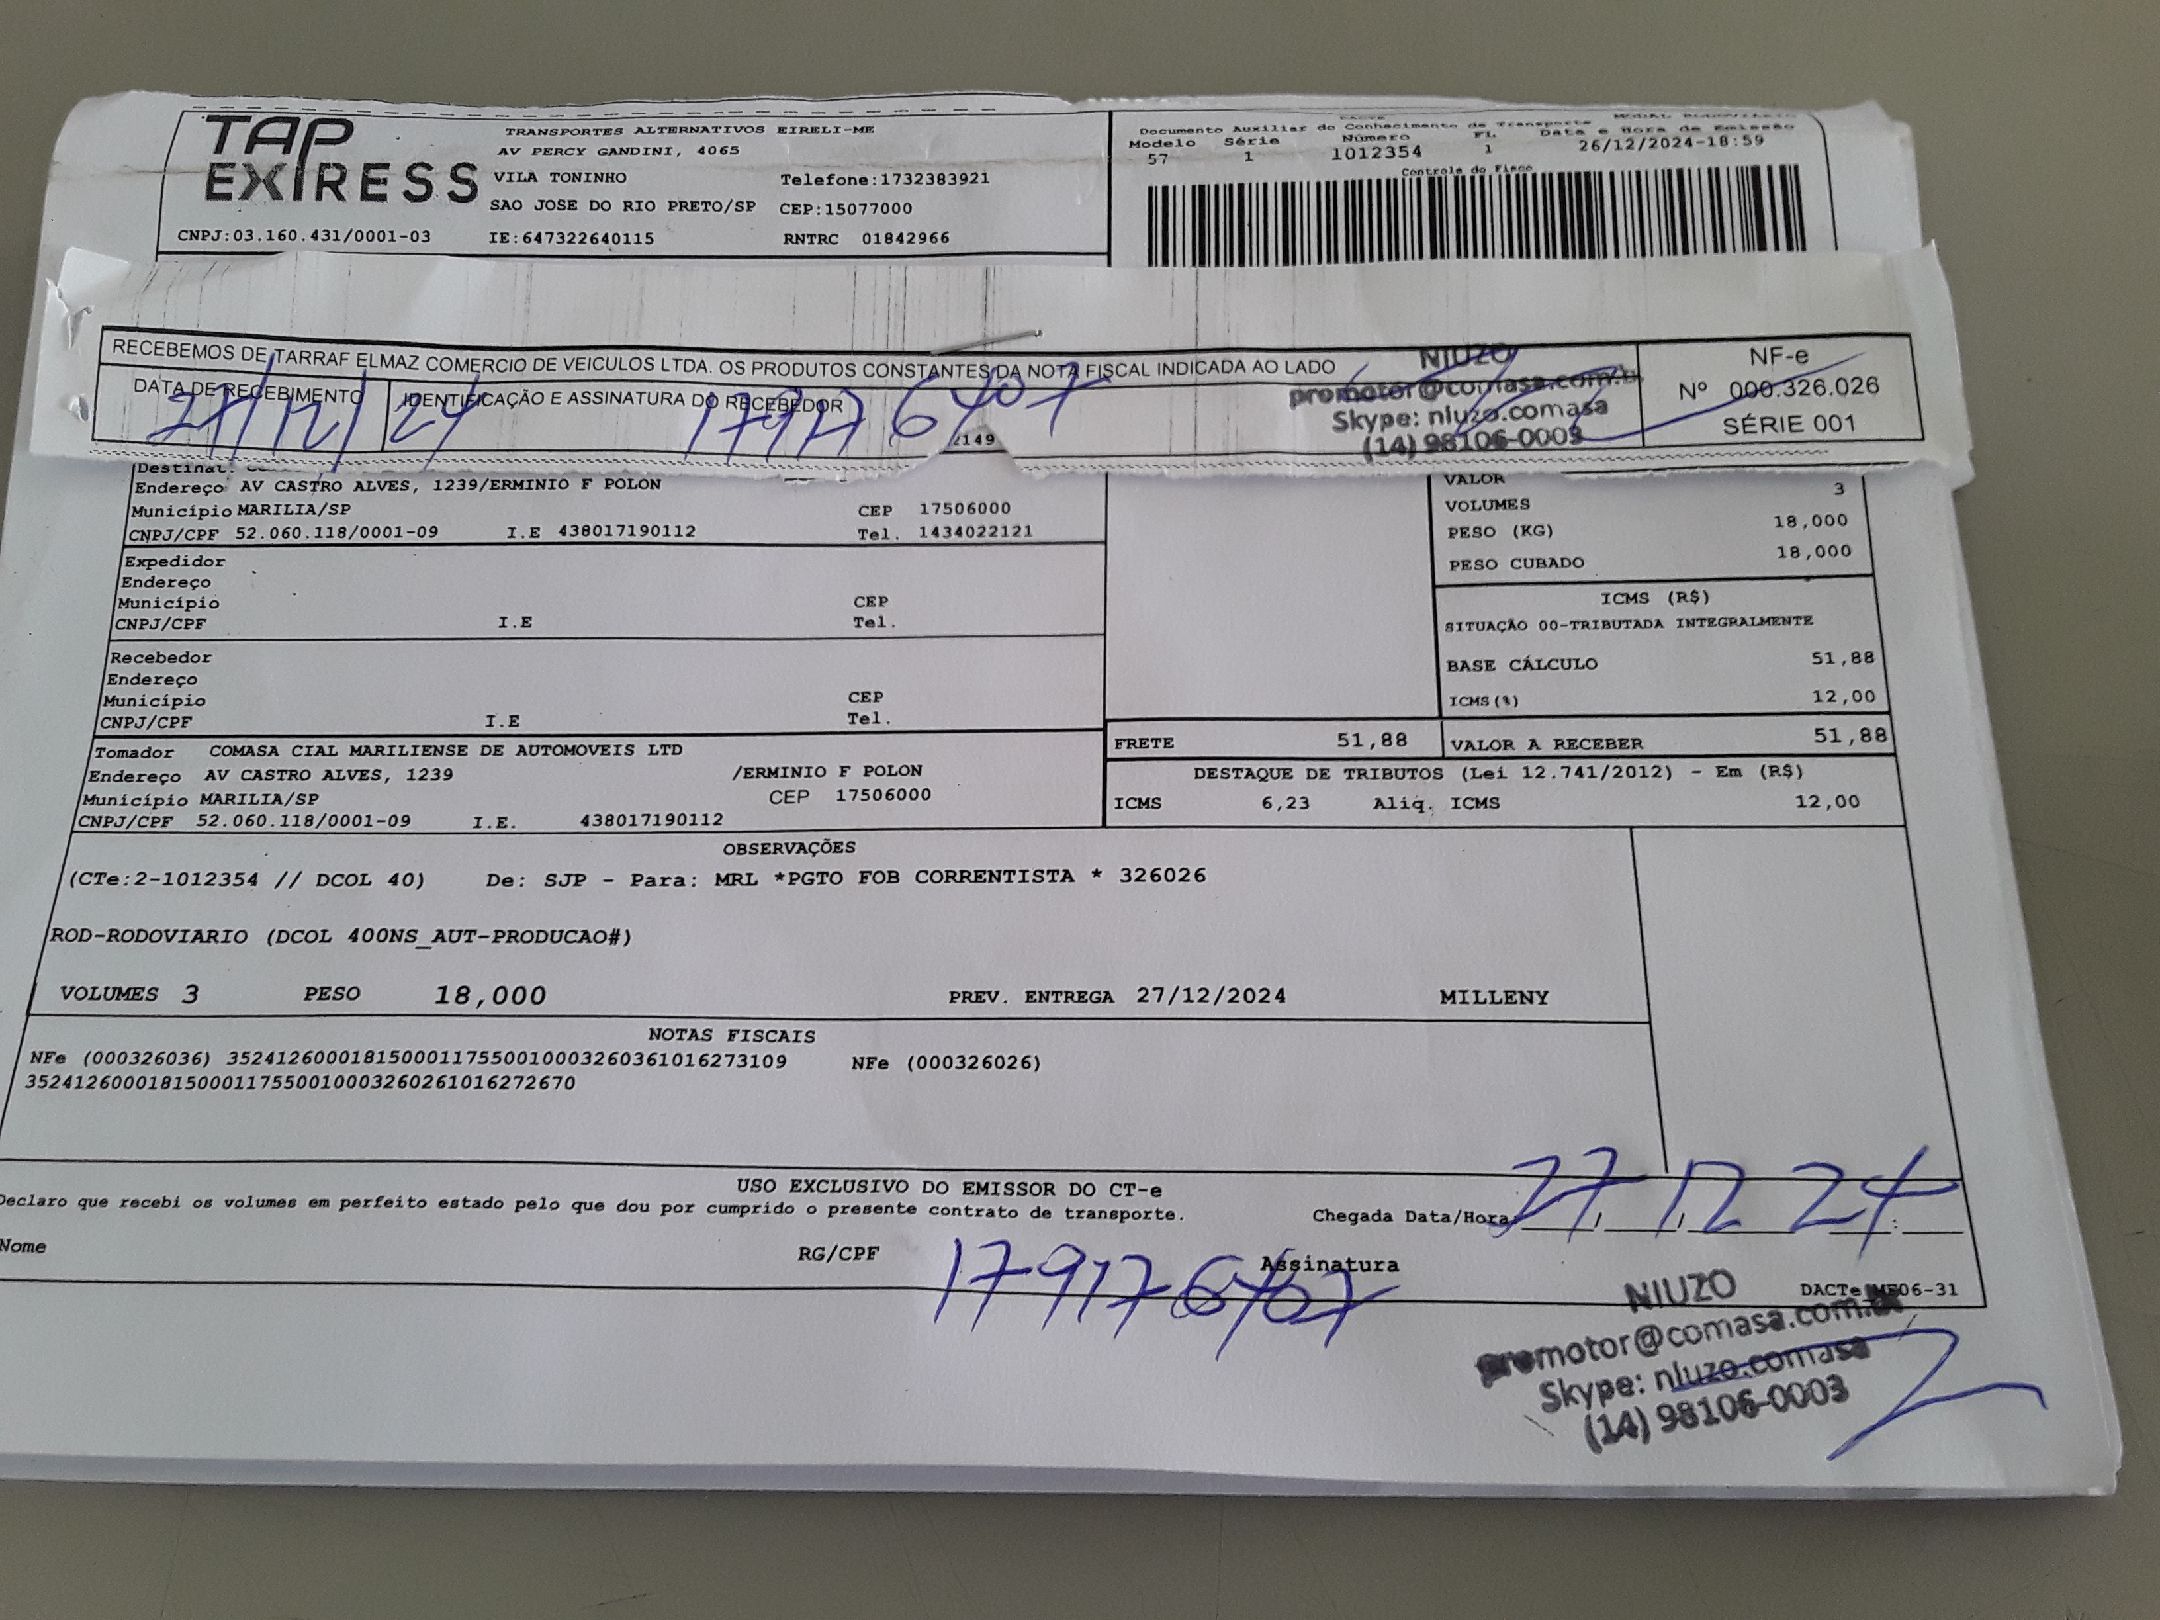 TAP
EXPRESS
TRANSPORTES ALTERNATIVOS EIRELI-ME
AV PERCY GANDINI, 4065
VILA TONINHO Telefone:1732383921
SAO JOSE DO RIO PRETO/SP CEP:15077000
CNPJ:03.160.431/0001-03 IE:647322640115 RNTRC 01842966
Documento Auxiliar do Conhecimento de Transporte
Modelo Série Número FL Data e Hora de Emissão
57 1 1012354 1 26/12/2024-18:59
Controle do Fisco
RECEBEMOS DE TARRAF ELMAZ COMERCIO DE VEICULOS LTDA. OS PRODUTOS CONSTANTES DA NOTA FISCAL INDICADA AO LADO
DATA DE RECEBIMENTO IDENTIFICAÇÃO E ASSINATURA DO RECEBEDOR
27/12/24 179176407
2149
NIUZO
promotor@comasa.com.b
Skype: niuzo.comasa
(14) 98106-0003
NF-e
Nº 000.326.026
SÉRIE 001
Destinat.
Endereço AV CASTRO ALVES, 1239/ERMINIO F POLON
Município MARILIA/SP CEP 17506000
CNPJ/CPF 52.060.118/0001-09 I.E 438017190112 Tel. 1434022121
Expedidor
Endereço
Município CEP
CNPJ/CPF I.E Tel.
Recebedor
Endereço
Município CEP
CNPJ/CPF I.E Tel.
Tomador COMASA CIAL MARILIENSE DE AUTOMOVEIS LTD
Endereço AV CASTRO ALVES, 1239 /ERMINIO F POLON
Município MARILIA/SP CEP 17506000
CNPJ/CPF 52.060.118/0001-09 I.E. 438017190112
VALOR
VOLUMES 3
PESO (KG) 18,000
PESO CUBADO 18,000
ICMS (R$)
SITUAÇÃO 00-TRIBUTADA INTEGRALMENTE
BASE CÁLCULO 51,88
ICMS(%) 12,00
FRETE 51,88 VALOR A RECEBER 51,88
DESTAQUE DE TRIBUTOS (Lei 12.741/2012) - Em (R$)
ICMS 6,23 Aliq. ICMS 12,00
OBSERVAÇÕES
(CTe:2-1012354 // DCOL 40) De: SJP - Para: MRL *PGTO FOB CORRENTISTA * 326026
ROD-RODOVIARIO (DCOL 400NS_AUT-PRODUCAO#)
VOLUMES 3 PESO 18,000 PREV. ENTREGA 27/12/2024 MILLENY
NOTAS FISCAIS
NFe (000326036) 35241260001815000117550010003260361016273109 NFe (000326026)
35241260001815000117550010003260261016272670
USO EXCLUSIVO DO EMISSOR DO CT-e
Declaro que recebi os volumes em perfeito estado pelo que dou por cumprido o presente contrato de transporte.
Chegada Data/Hora 27 12 24
Nome RG/CPF 179176407 Assinatura
DACTe ME06-31
NIUZO
promotor@comasa.com.br
Skype: niuzo.comasa
(14) 98106-0003